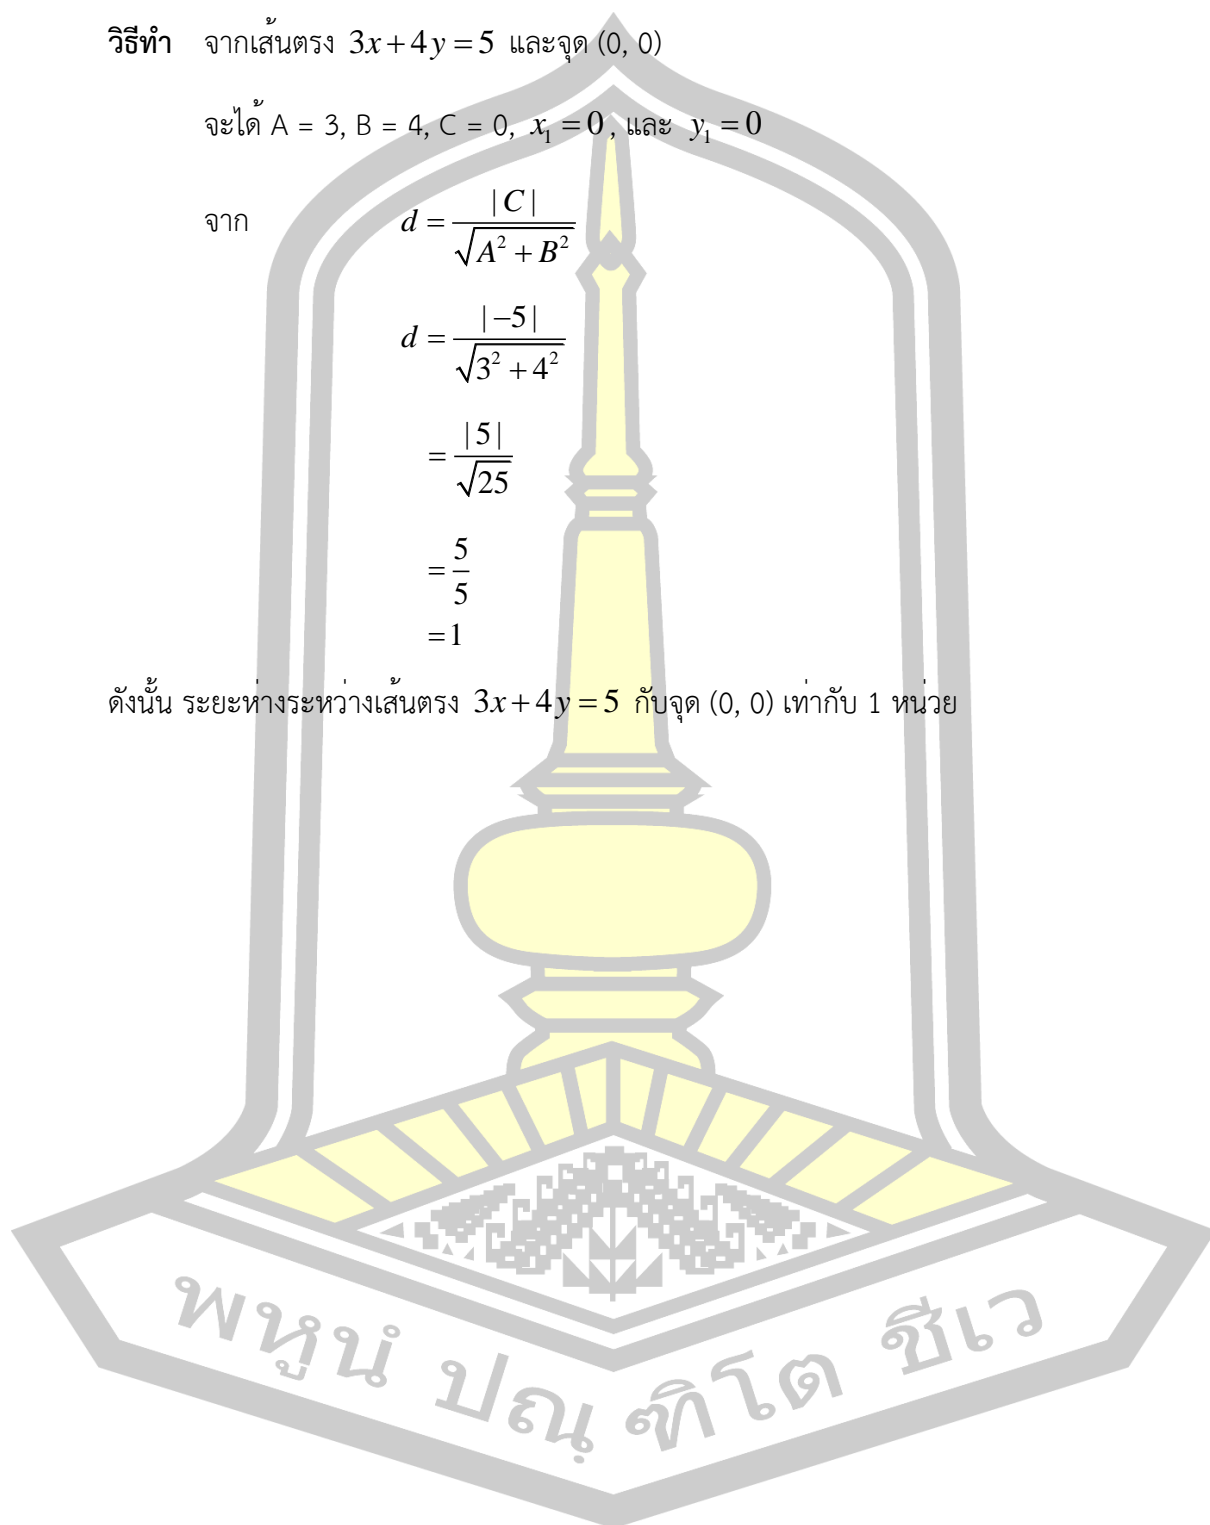 วิธีทำ จากเส้นตรง 3x + 4y = 5 และจุด (0, 0)
จะได้ A = 3, B = 4, C = 0, x₁ = 0, และ y₁ = 0
จาก d = |C| / √(A² + B²)
d = |−5| / √(3² + 4²)
= |5| / √25
= 5/5
= 1
ดังนั้น ระยะห่างระหว่างเส้นตรง 3x + 4y = 5 กับจุด (0, 0) เท่ากับ 1 หน่วย
พหูนํ ปณฺฑิโต ชีเว